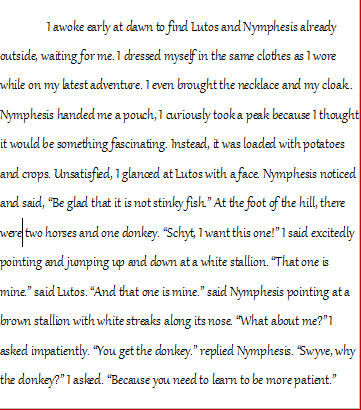 I awoke early at dawn to find Lutos and Nymphesis already
outside, waiting for me. I dressed myself in the same clothes as I wore
while on my latest adventure. I even brought the necklace and my cloak.
Nymphesis handed me a pouch, I curiously took a peak because I thought
it would be something fascinating. Instead, it was loaded with potatoes
and crops. Unsatisfied, I glanced at Lutos with a face. Nymphesis noticed
and said, “Be glad that it is not stinky fish.” At the foot of the hill, there
were two horses and one donkey. “Schyt, I want this one!” I said excitedly
pointing and jumping up and down at a white stallion. “That one is
mine.” said Lutos. “And that one is mine.” said Nymphesis pointing at a
brown stallion with white streaks along its nose. “What about me?” I
asked impatiently. “You get the donkey.” replied Nymphesis. “Swyve, why
the donkey?” I asked. “Because you need to learn to be more patient.”